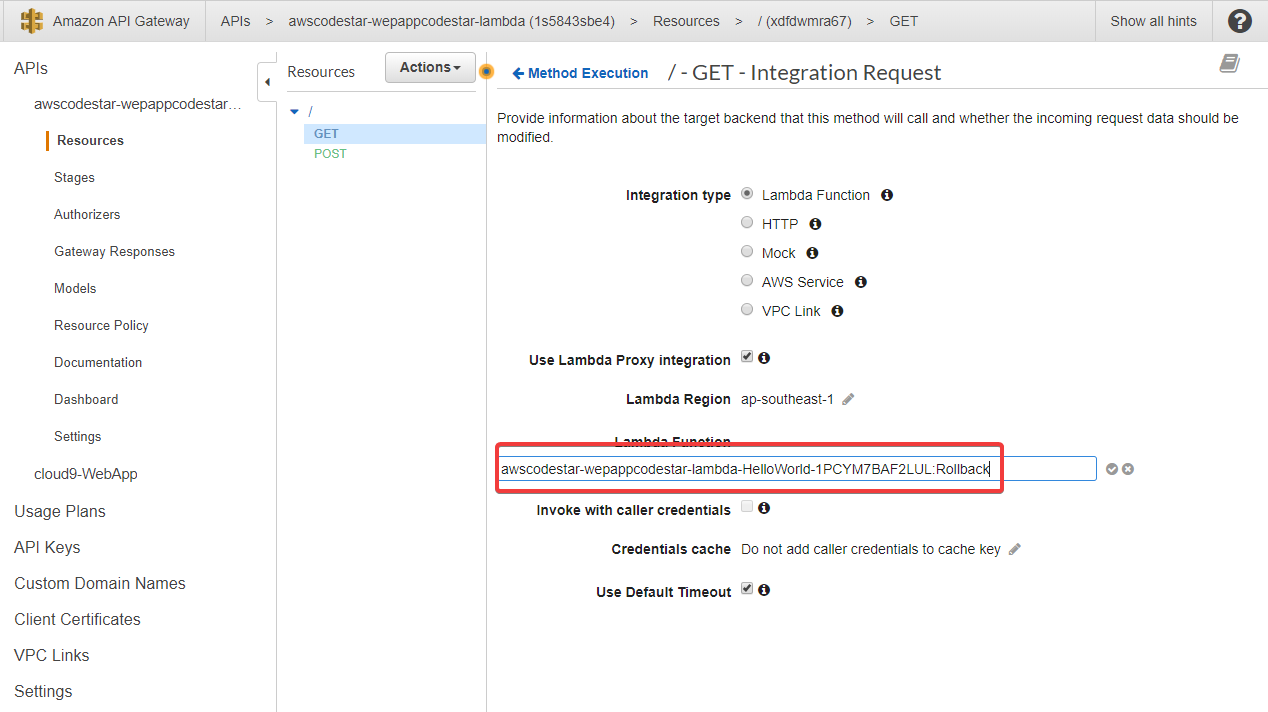 Amazon API Gateway
APIs > awscodestar-wepappcodestar-lambda (1s5843sbe4) > Resources > / (xdfdwmra67) > GET
Show all hints
?
APIs
awscodestar-wepappcodestar...
Resources
Stages
Authorizers
Gateway Responses
Models
Resource Policy
Documentation
Dashboard
Settings
cloud9-WebApp
Usage Plans
API Keys
Custom Domain Names
Client Certificates
VPC Links
Settings
Resources
Actions
/
GET
POST
Method Execution
/ - GET - Integration Request
Provide information about the target backend that this method will call and whether the incoming request data should be
modified.
Integration type
Lambda Function
HTTP
Mock
AWS Service
VPC Link
Use Lambda Proxy integration
Lambda Region ap-southeast-1
Lambda Function
awscodestar-wepappcodestar-lambda-HelloWorld-1PCYM7BAF2LUL:Rollback
Invoke with caller credentials
Credentials cache Do not add caller credentials to cache key
Use Default Timeout